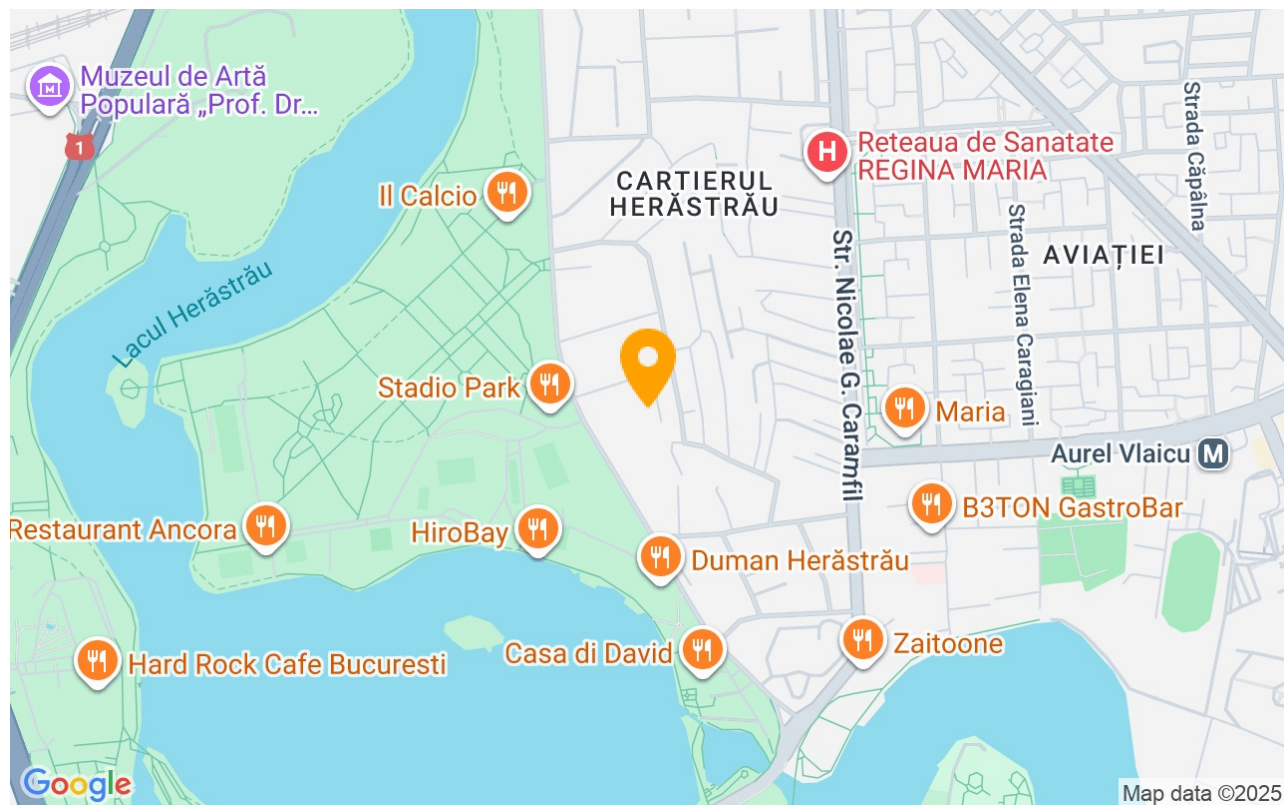 Muzeul de Artă
Populară „Prof. Dr...
1
Il Calcio
CARTIERUL
HERĂSTRĂU
H
Reteaua de Sanatate
REGINA MARIA
Strada Căpâlna
AVIAȚIEI
Strada Elena Caragiani
Str. Nicolae G. Caramfil
Lacul Herăstrău
Stadio Park
Maria
Aurel Vlaicu M
B3TON GastroBar
Restaurant Ancora
HiroBay
Duman Herăstrău
Casa di David
Zaitoone
Hard Rock Cafe Bucuresti
Google
Map data ©2025